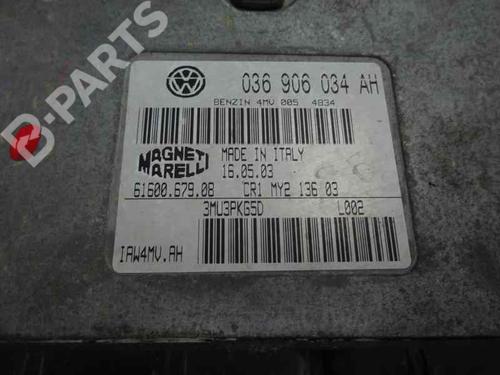 B-PARTS
036 906 034 AH
BENZIN 4MV 005 4834
MAGNETI MARELLI
MADE IN ITALY
16.05.03
61600.679.08 CR1 MY2 136 03
3MU3PKG5D L002
IAW4MV.AH
B-PARTS